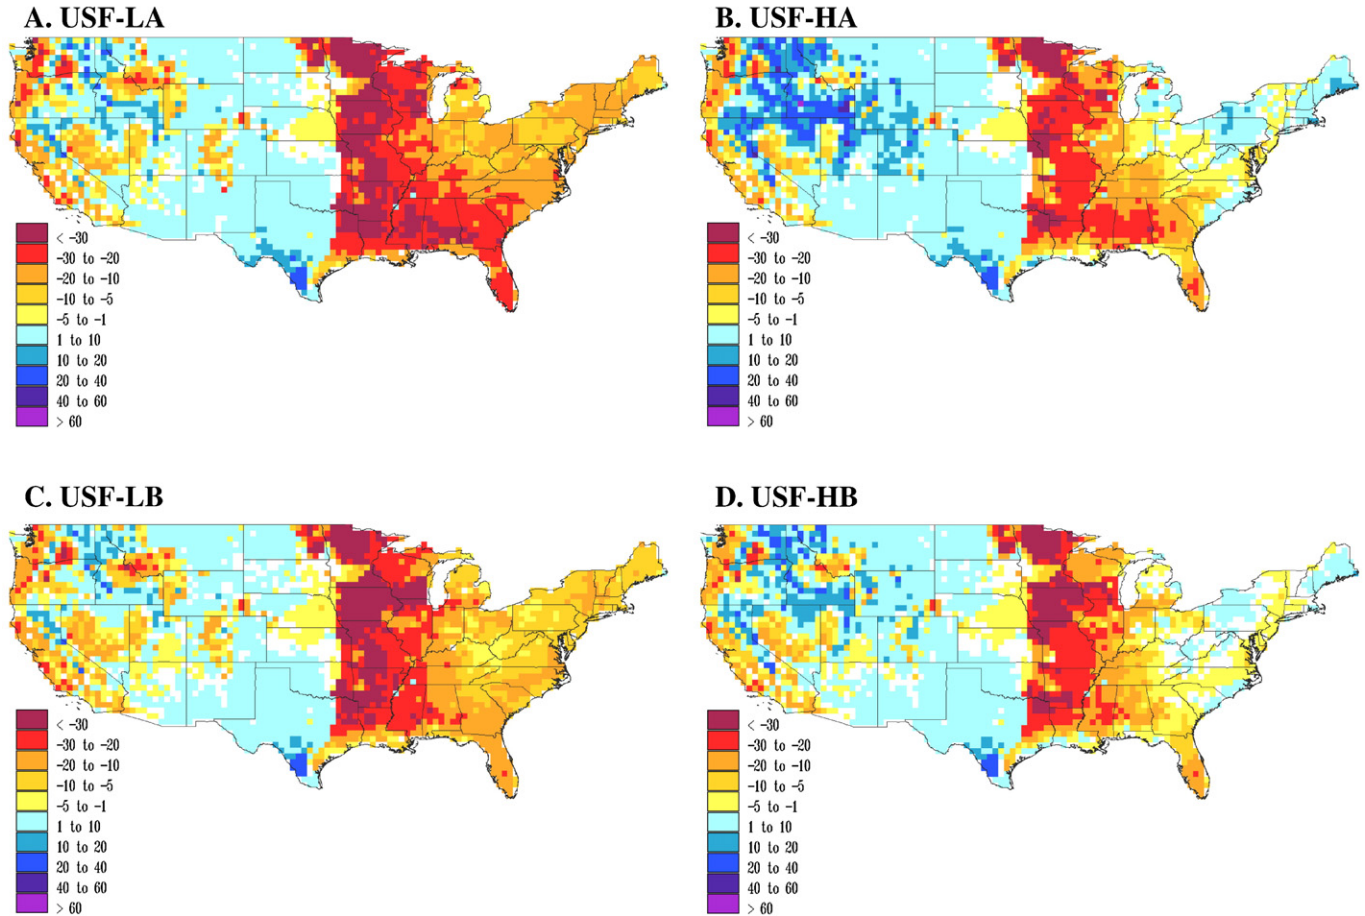 A. USF-LA
< -30
-30 to -20
-20 to -10
-10 to -5
-5 to -1
1 to 10
10 to 20
20 to 40
40 to 60
> 60
B. USF-HA
< -30
-30 to -20
-20 to -10
-10 to -5
-5 to -1
1 to 10
10 to 20
20 to 40
40 to 60
> 60
C. USF-LB
< -30
-30 to -20
-20 to -10
-10 to -5
-5 to -1
1 to 10
10 to 20
20 to 40
40 to 60
> 60
D. USF-HB
< -30
-30 to -20
-20 to -10
-10 to -5
-5 to -1
1 to 10
10 to 20
20 to 40
40 to 60
> 60